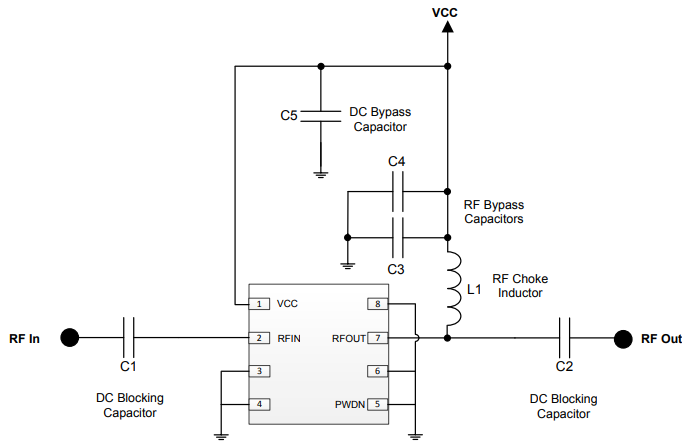 VCC
C5
DC Bypass
Capacitor
C4
RF Bypass
Capacitors
C3
RF Choke
Inductor
L1
1
VCC
8
RF In
2
RFIN
RFOUT
7
RF Out
C1
C2
3
6
DC Blocking
Capacitor
4
PWDN
5
DC Blocking
Capacitor